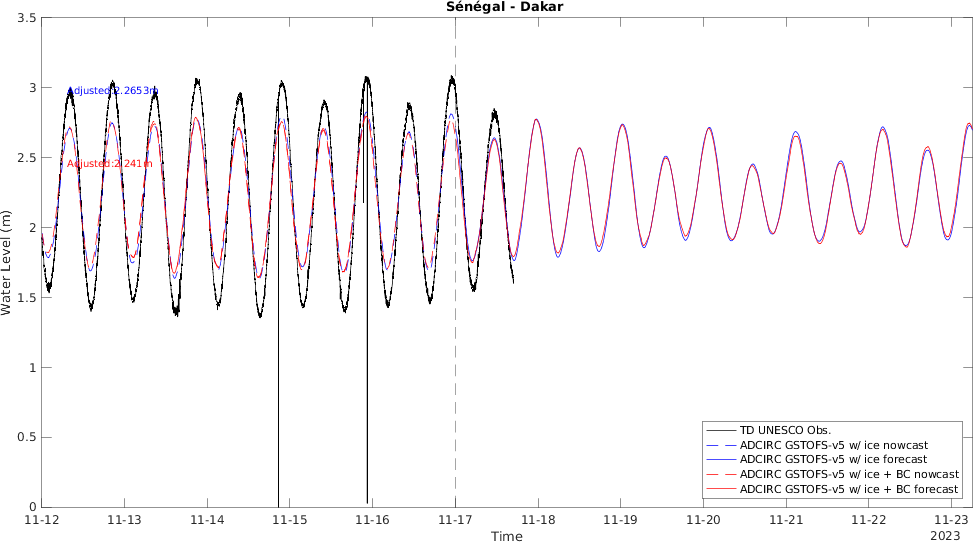 Sénégal - Dakar
3.5
3
2.5
2
1.5
1
0.5
0
Water Level (m)
Adjusted:2.2653m
Adjusted:2.241m
TD UNESCO Obs.
ADCIRC GSTOFS-v5 w/ ice nowcast
ADCIRC GSTOFS-v5 w/ ice forecast
ADCIRC GSTOFS-v5 w/ ice + BC nowcast
ADCIRC GSTOFS-v5 w/ ice + BC forecast
11-12 11-13 11-14 11-15 11-16 11-17 11-18 11-19 11-20 11-21 11-22 11-23
Time
2023